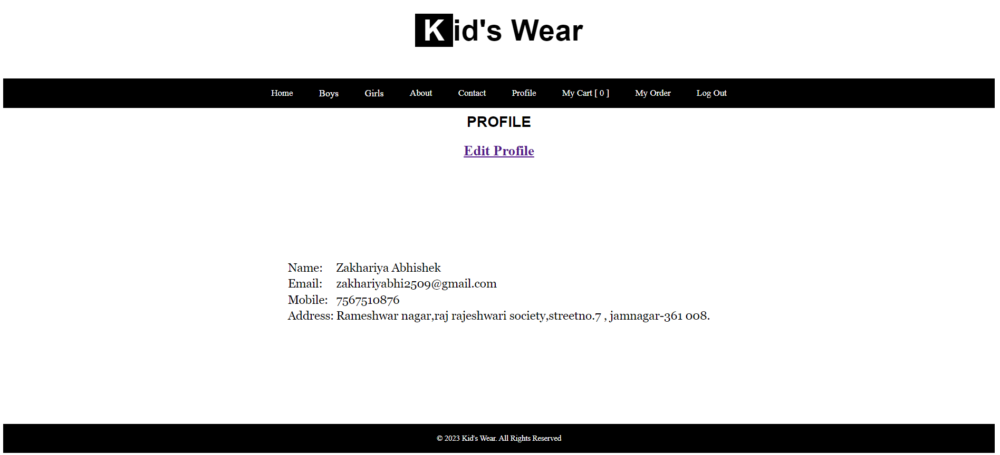 Kid's Wear
Home Boys Girls About Contact Profile My Cart [ 0 ] My Order Log Out
PROFILE
Edit Profile
Name: Zakhariya Abhishek
Email: zakhariyabhi2509@gmail.com
Mobile: 7567510876
Address: Rameshwar nagar,raj rajeshwari society,streetno.7 , jamnagar-361 008.
© 2023 Kid's Wear. All Rights Reserved